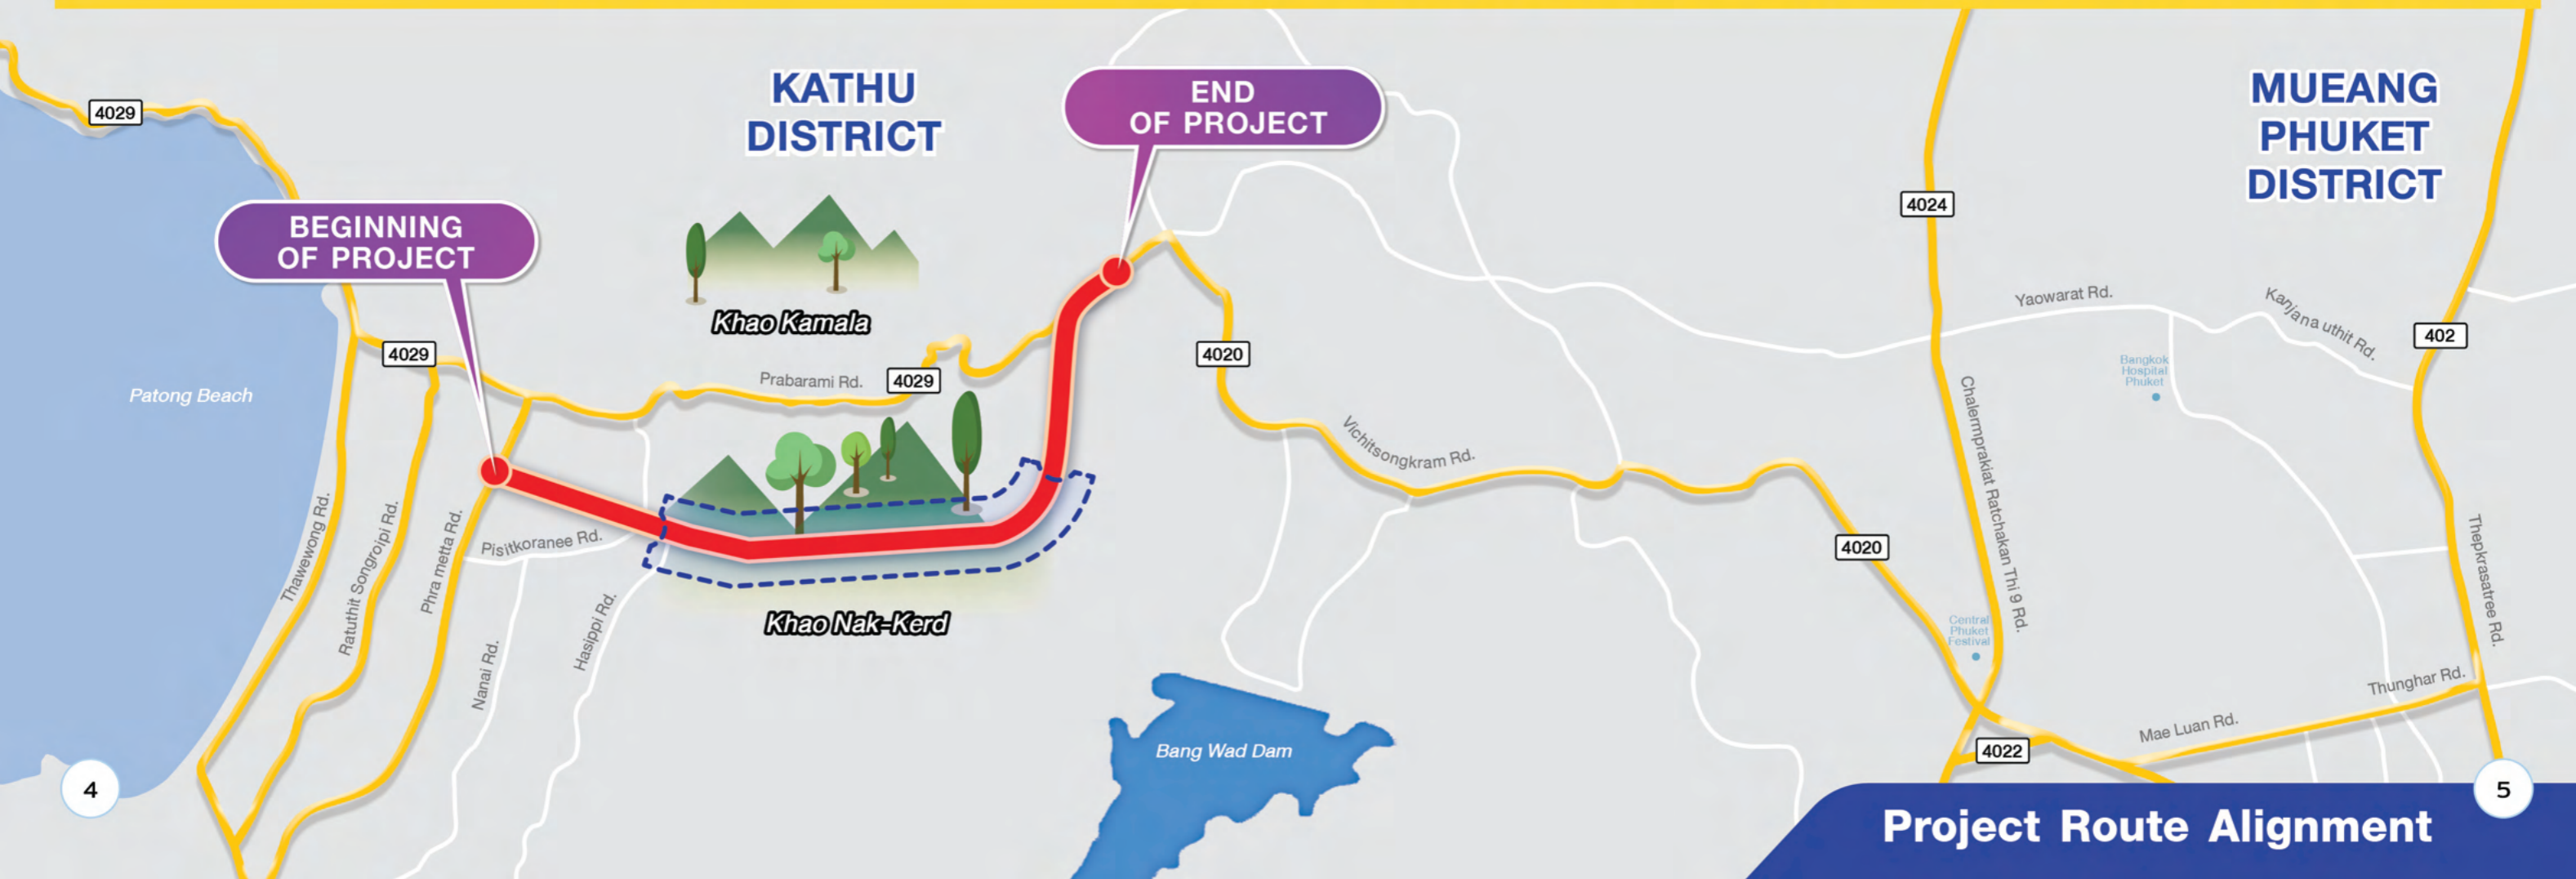 KATHU
DISTRICT
END
OF PROJECT
MUEANG
PHUKET
DISTRICT
4029
BEGINNING
OF PROJECT
4024
Khao Kamala
Yaowarat Rd.
Kanjana uthit Rd.
402
4029
Prabarami Rd.
4029
4020
Bangkok
Hospital
Phuket
Patong Beach
Vichitsongkram Rd.
Chalermprakiat Ratchakan Thi 9 Rd.
Thawewong Rd.
Ratuthit Songroipi Rd.
Phra metta Rd.
Pisitkoranee Rd.
4020
Thepkrasatree Rd.
Nanai Rd.
Hasippi Rd.
Khao Nak-Kerd
Central
Phuket
Festival
Thunghar Rd.
Mae Luan Rd.
Bang Wad Dam
4022
4
5
Project Route Alignment